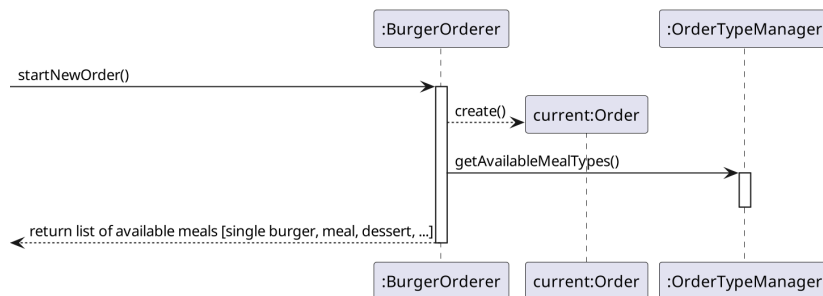 :BurgerOrderer
:OrderTypeManager
startNewOrder()
create()
current:Order
getAvailableMealTypes()
return list of available meals [single burger, meal, dessert, ...]
:BurgerOrderer
current:Order
:OrderTypeManager